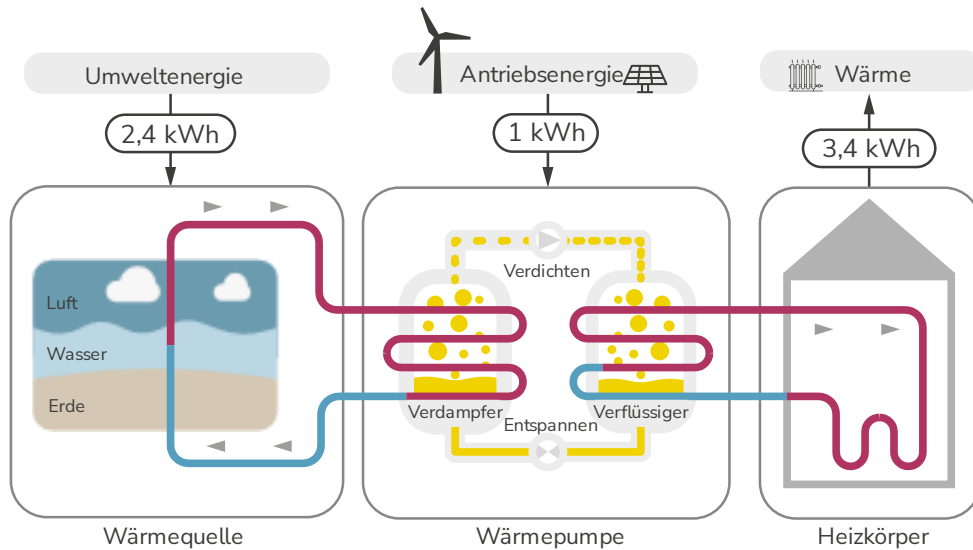 Umweltenergie
Antriebsenergie
Wärme
2,4 kWh
1 kWh
3,4 kWh
Luft
Wasser
Erde
Verdichten
Verdampfer
Verflüssiger
Entspannen
Wärmequelle
Wärmepumpe
Heizkörper